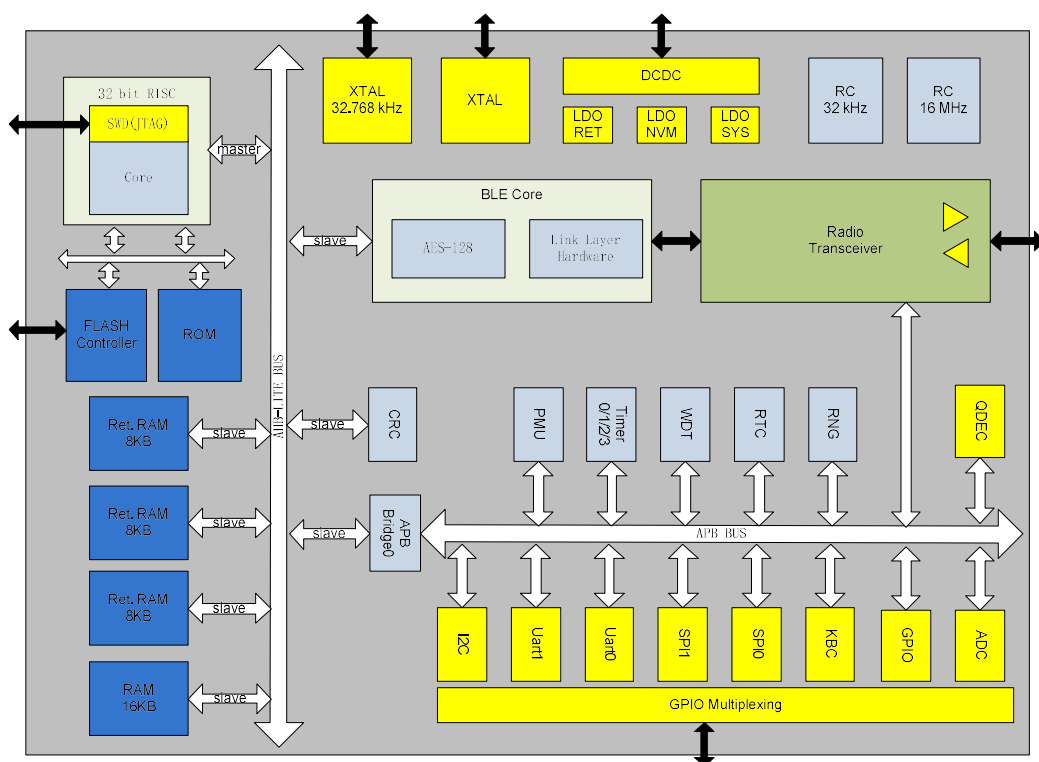 32 bit RISC
SWD(JTAG)
Core
master
FLASH
Controller
ROM
Ret. RAM
8KB
slave
Ret. RAM
8KB
slave
Ret. RAM
8KB
slave
RAM
16KB
slave
AHB-LITE BUS
XTAL
32.768 kHz
XTAL
DCDC
LDO
RET
LDO
NVM
LDO
SYS
RC
32 kHz
RC
16 MHz
slave
BLE Core
AES-128
Link Layer
Hardware
Radio
Transceiver
slave
CRC
PMU
Timer
0/1/2/3
WDT
RTC
RNG
QDEC
slave
APB
Bridge0
APB BUS
I2C
Uart1
Uart0
SPI1
SPI0
KBC
GPIO
ADC
GPIO Multiplexing